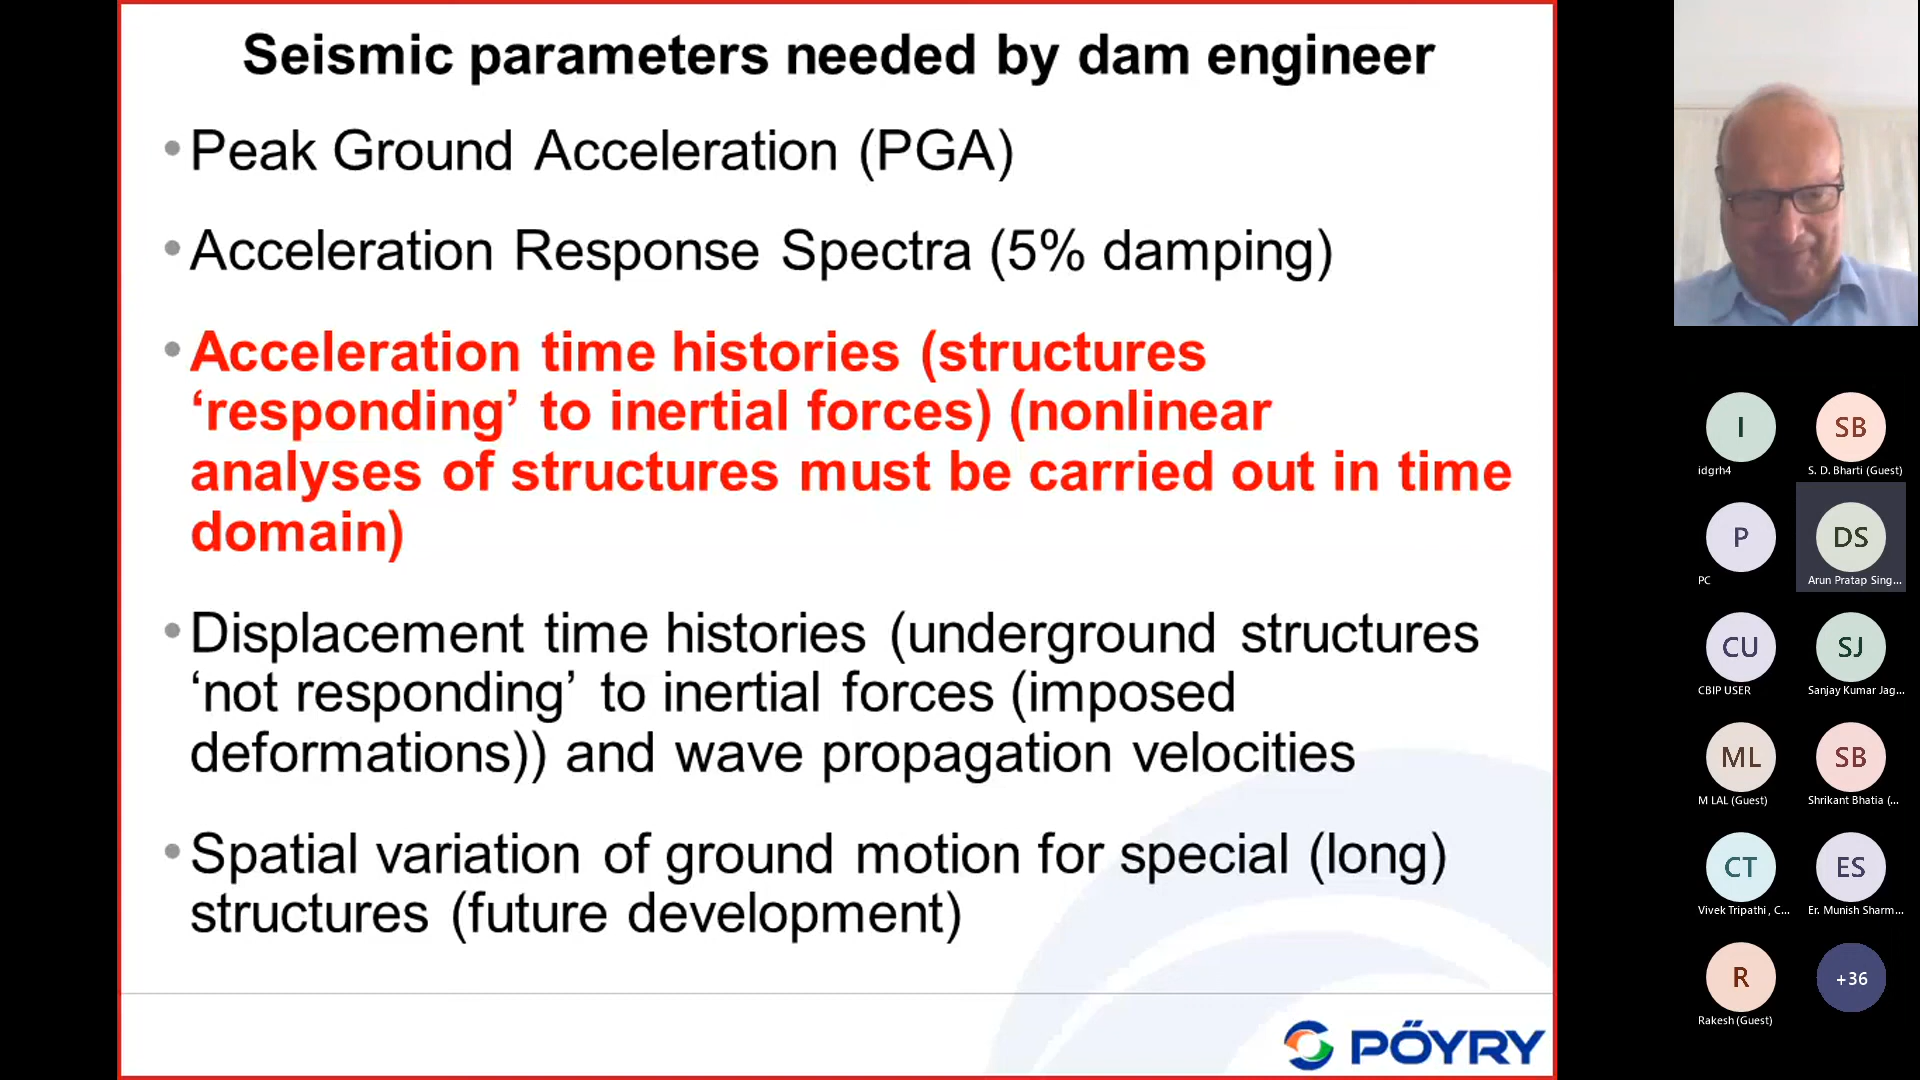 Seismic parameters needed by dam engineer
•Peak Ground Acceleration (PGA)
•Acceleration Response Spectra (5% damping)
•Acceleration time histories (structures
‘responding’ to inertial forces) (nonlinear
analyses of structures must be carried out in time
domain)
•Displacement time histories (underground structures
‘not responding’ to inertial forces (imposed
deformations)) and wave propagation velocities
•Spatial variation of ground motion for special (long)
structures (future development)
PÖYRY
I
idgrh4
SB
S. D. Bharti (Guest)
P
PC
DS
Arun Pratap Sing...
CU
CBIP USER
SJ
Sanjay Kumar Jag...
ML
M LAL (Guest)
SB
Shrikant Bhatia (...
CT
Vivek Tripathi , C...
ES
Er. Munish Sharm...
R
Rakesh (Guest)
+36